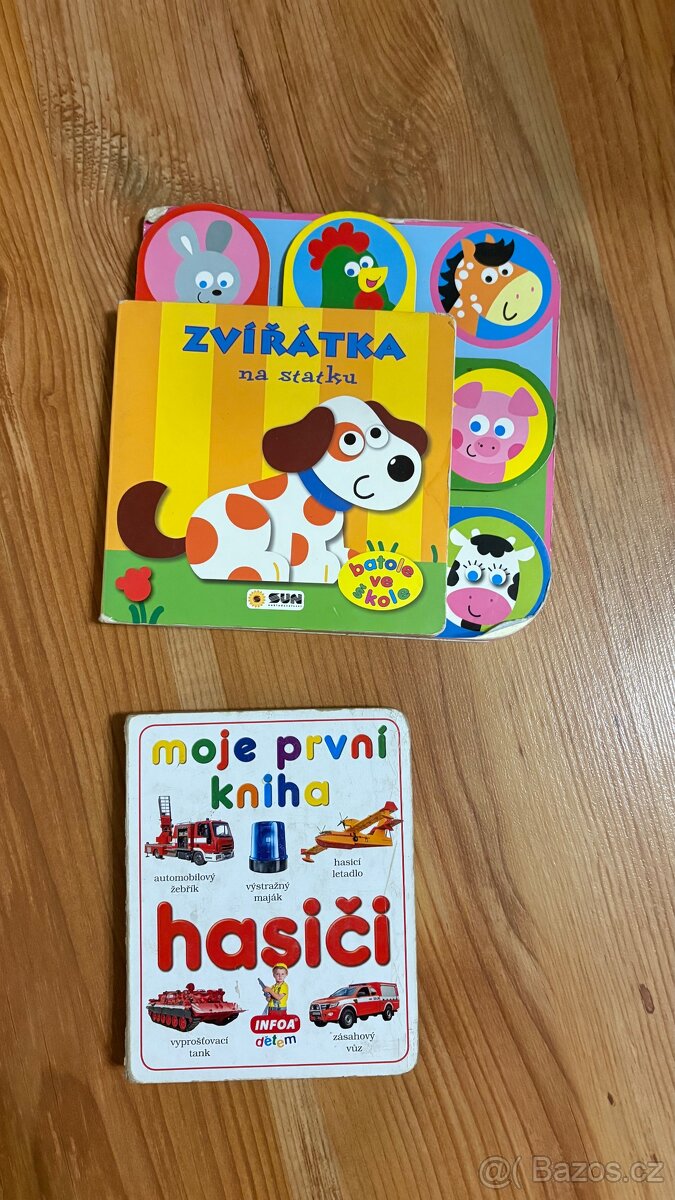 ZVÍŘÁTKA
na statku
batole ve
škole
SUN
moje první
kniha
automobilový
žebřík
výstražný
maják
hasicí
letadlo
hasiči
vyprošťovací
tank
INFOA
dětem
zásahový
vůz
@( Bazos.cz